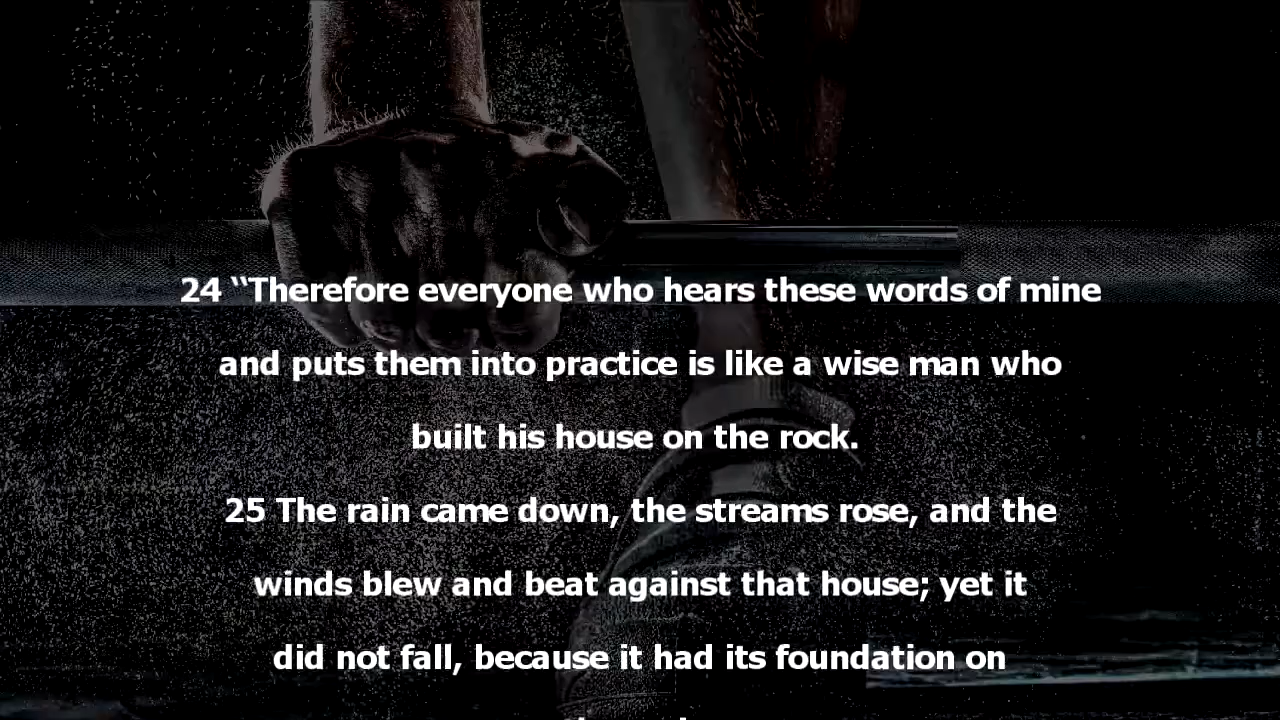 24 “Therefore everyone who hears these words of mine
and puts them into practice is like a wise man who
built his house on the rock.
25 The rain came down, the streams rose, and the
winds blew and beat against that house; yet it
did not fall, because it had its foundation on